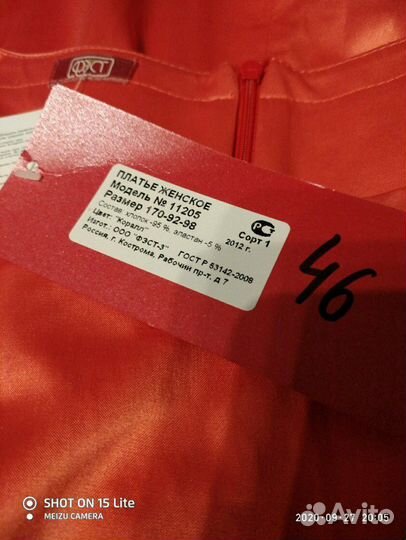 ФЭСТ
ПЛАТЬЕ ЖЕНСКОЕ
Модель № 11205
Размер 170-92-98
Состав: хлопок -95 %, эластан -5 % 2012 г.
Цвет: "Коралл"
Сорт 1
Изгот.: ООО "ФЭСТ-3" ГОСТ Р 53142-2008
Россия, г. Кострома, Рабочий пр-т, д 7
46
SHOT ON 15 Lite
MEIZU CAMERA
2020-09-27 20:05
Avito